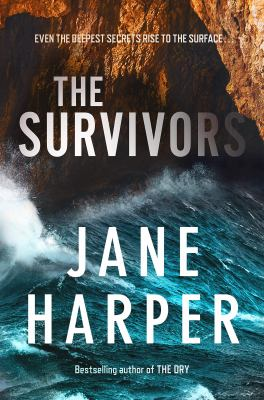 EVEN THE DEEPEST SECRETS RISE TO THE SURFACE . . .
THE
SURVIVORS
JANE
HARPER
Bestselling author of THE DRY